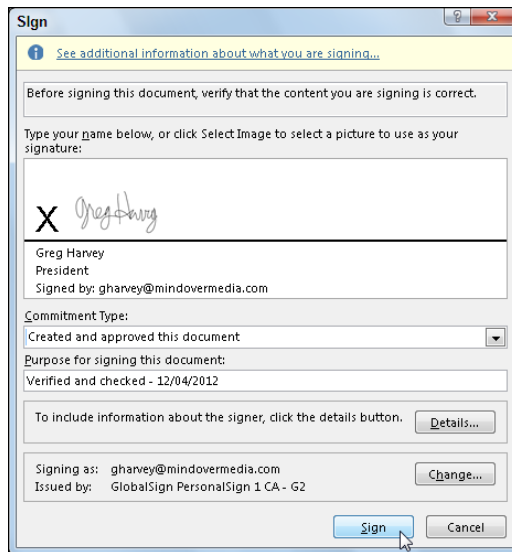 Sign
See additional information about what you are signing...
Before signing this document, verify that the content you are signing is correct.
Type your name below, or click Select Image to select a picture to use as your
signature:
X Greg Harvey
Greg Harvey
President
Signed by: gharvey@mindovermedia.com
Commitment Type:
Created and approved this document
Purpose for signing this document:
Verified and checked - 12/04/2012
To include information about the signer, click the details button.
Details...
Signing as: gharvey@mindovermedia.com
Issued by: GlobalSign PersonalSign 1 CA - G2
Change...
Sign
Cancel